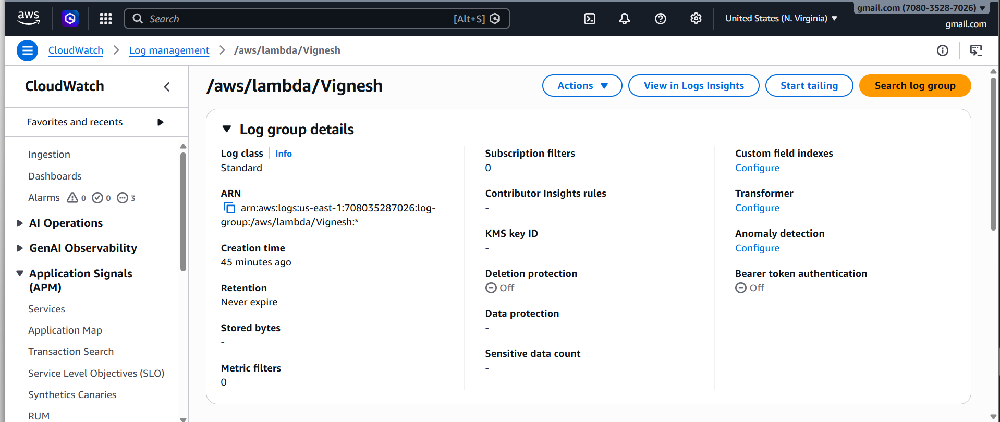 aws
Search
[Alt+S]
United States (N. Virginia)
gmail.com (7080-3528-7026)
gmail.com
CloudWatch
Log management
/aws/lambda/Vignesh
CloudWatch
Favorites and recents
Ingestion
Dashboards
Alarms 0 0 3
AI Operations
GenAI Observability
Application Signals
(APM)
Services
Application Map
Transaction Search
Service Level Objectives (SLO)
Synthetics Canaries
RUM
/aws/lambda/Vignesh
Actions
View in Logs Insights
Start tailing
Search log group
Log group details
Log class
Info
Standard
ARN
arn:aws:logs:us-east-1:708035287026:log-
group:/aws/lambda/Vignesh:*
Creation time
45 minutes ago
Retention
Never expire
Stored bytes
-
Metric filters
0
Subscription filters
0
Contributor Insights rules
-
KMS key ID
-
Deletion protection
Off
Data protection
-
Sensitive data count
-
Custom field indexes
Configure
Transformer
Configure
Anomaly detection
Configure
Bearer token authentication
Off